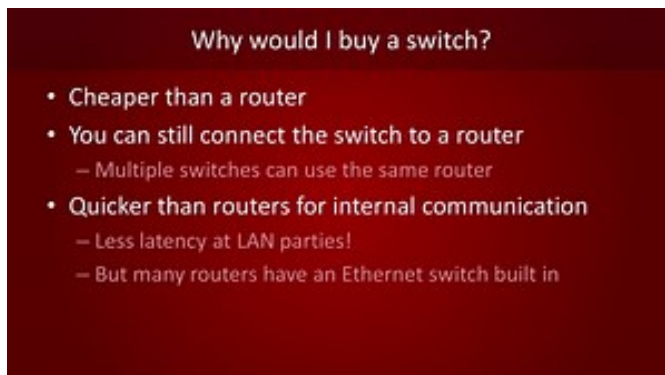 Why would I buy a switch?
• Cheaper than a router
• You can still connect the switch to a router
– Multiple switches can use the same router
• Quicker than routers for internal communication
– Less latency at LAN parties!
– But many routers have an Ethernet switch built in